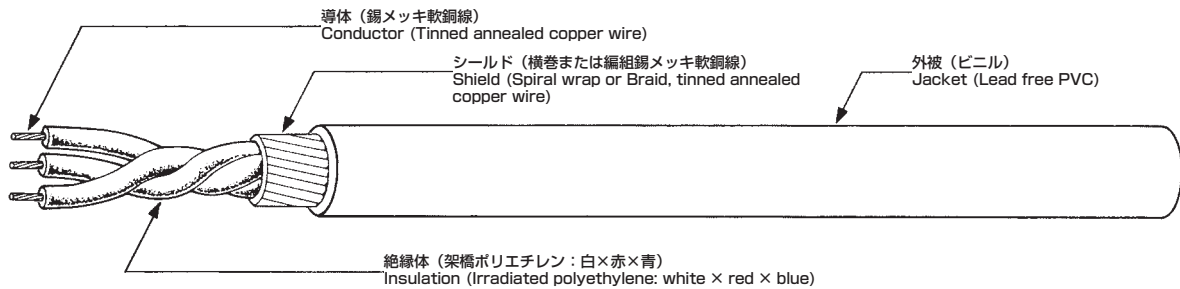 導体（錫メッキ軟銅線）
Conductor (Tinned annealed copper wire)
シールド（横巻または編組錫メッキ軟銅線）
Shield (Spiral wrap or Braid, tinned annealed
copper wire)
外被（ビニル）
Jacket (Lead free PVC)
絶縁体（架橋ポリエチレン：白×赤×青）
Insulation (Irradiated polyethylene: white × red × blue)